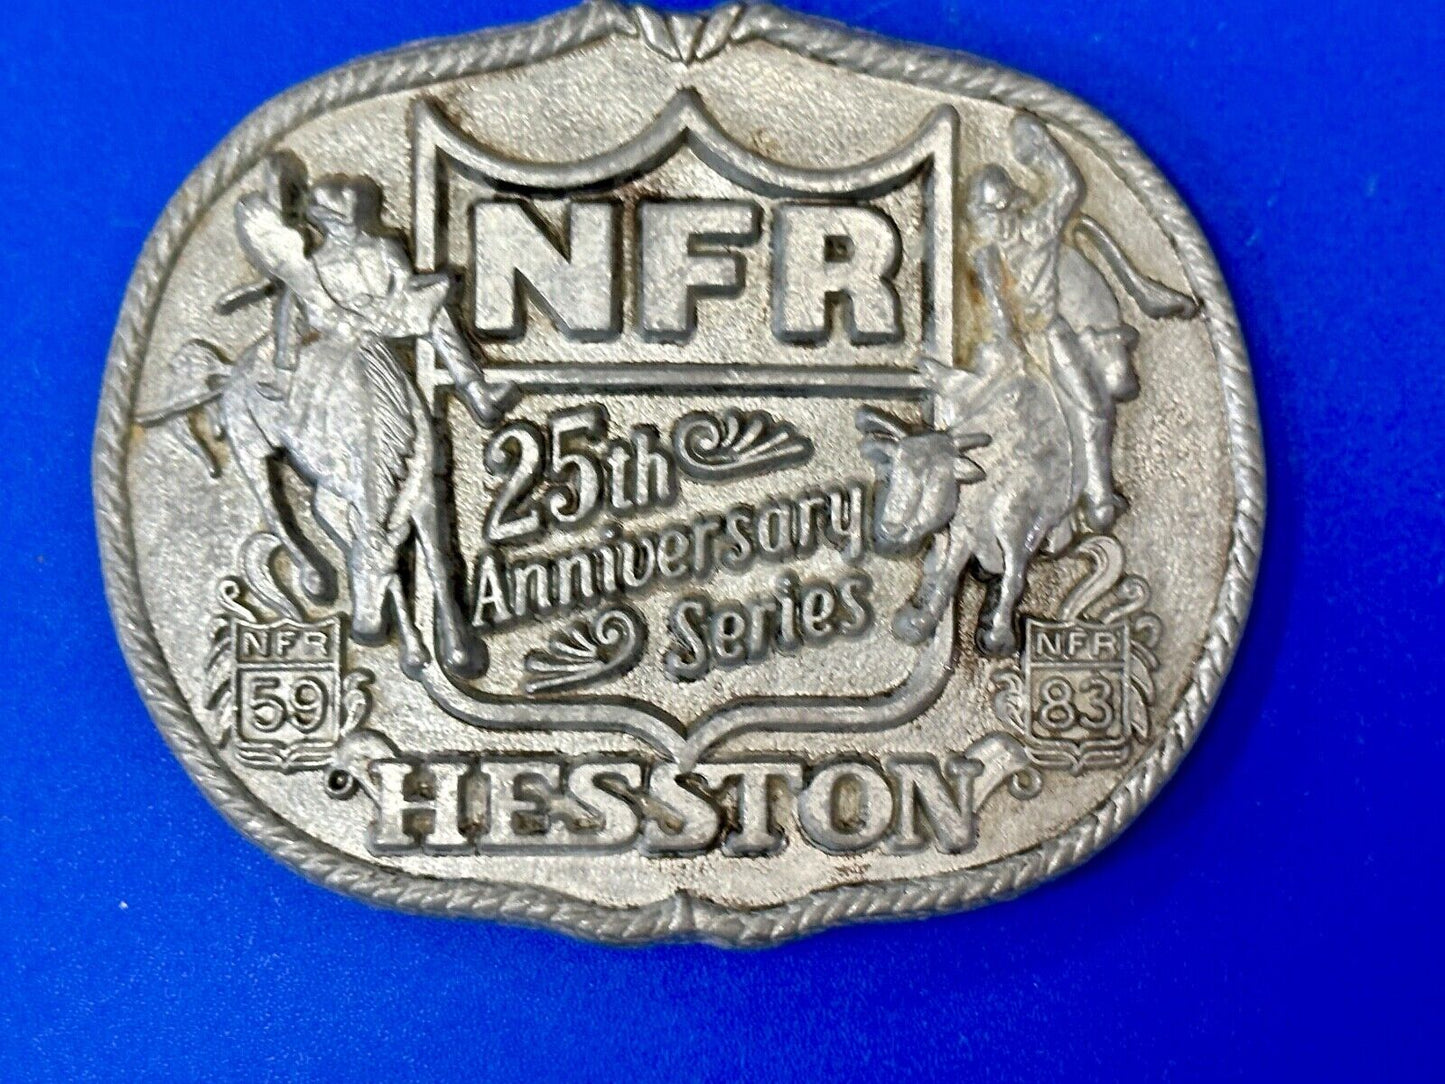 NFR
25th
Anniversary
Series
NFR
59
NFR
83
HESSTON